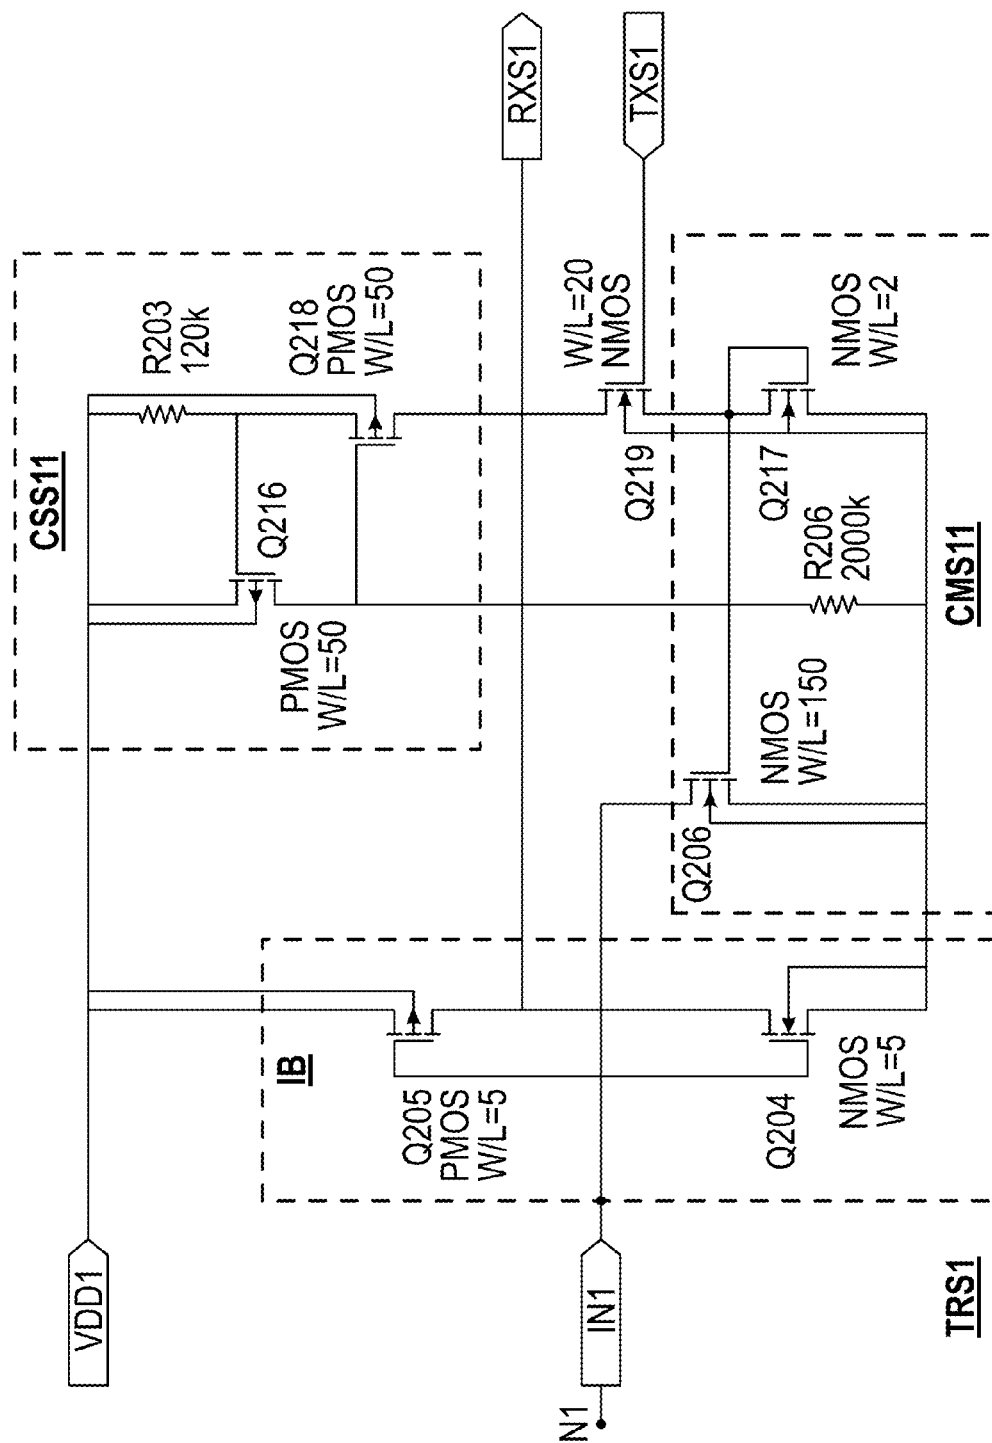 VDD1
N1
IN1
TRS1
IB
Q205
PMOS
W/L=5
Q204
NMOS
W/L=5
CSS11
Q216
PMOS
W/L=50
R203
120k
Q218
PMOS
W/L=50
Q206
NMOS
W/L=150
R206
2000k
CMS11
Q219
W/L=20
NMOS
Q217
NMOS
W/L=2
RXS1
TXS1